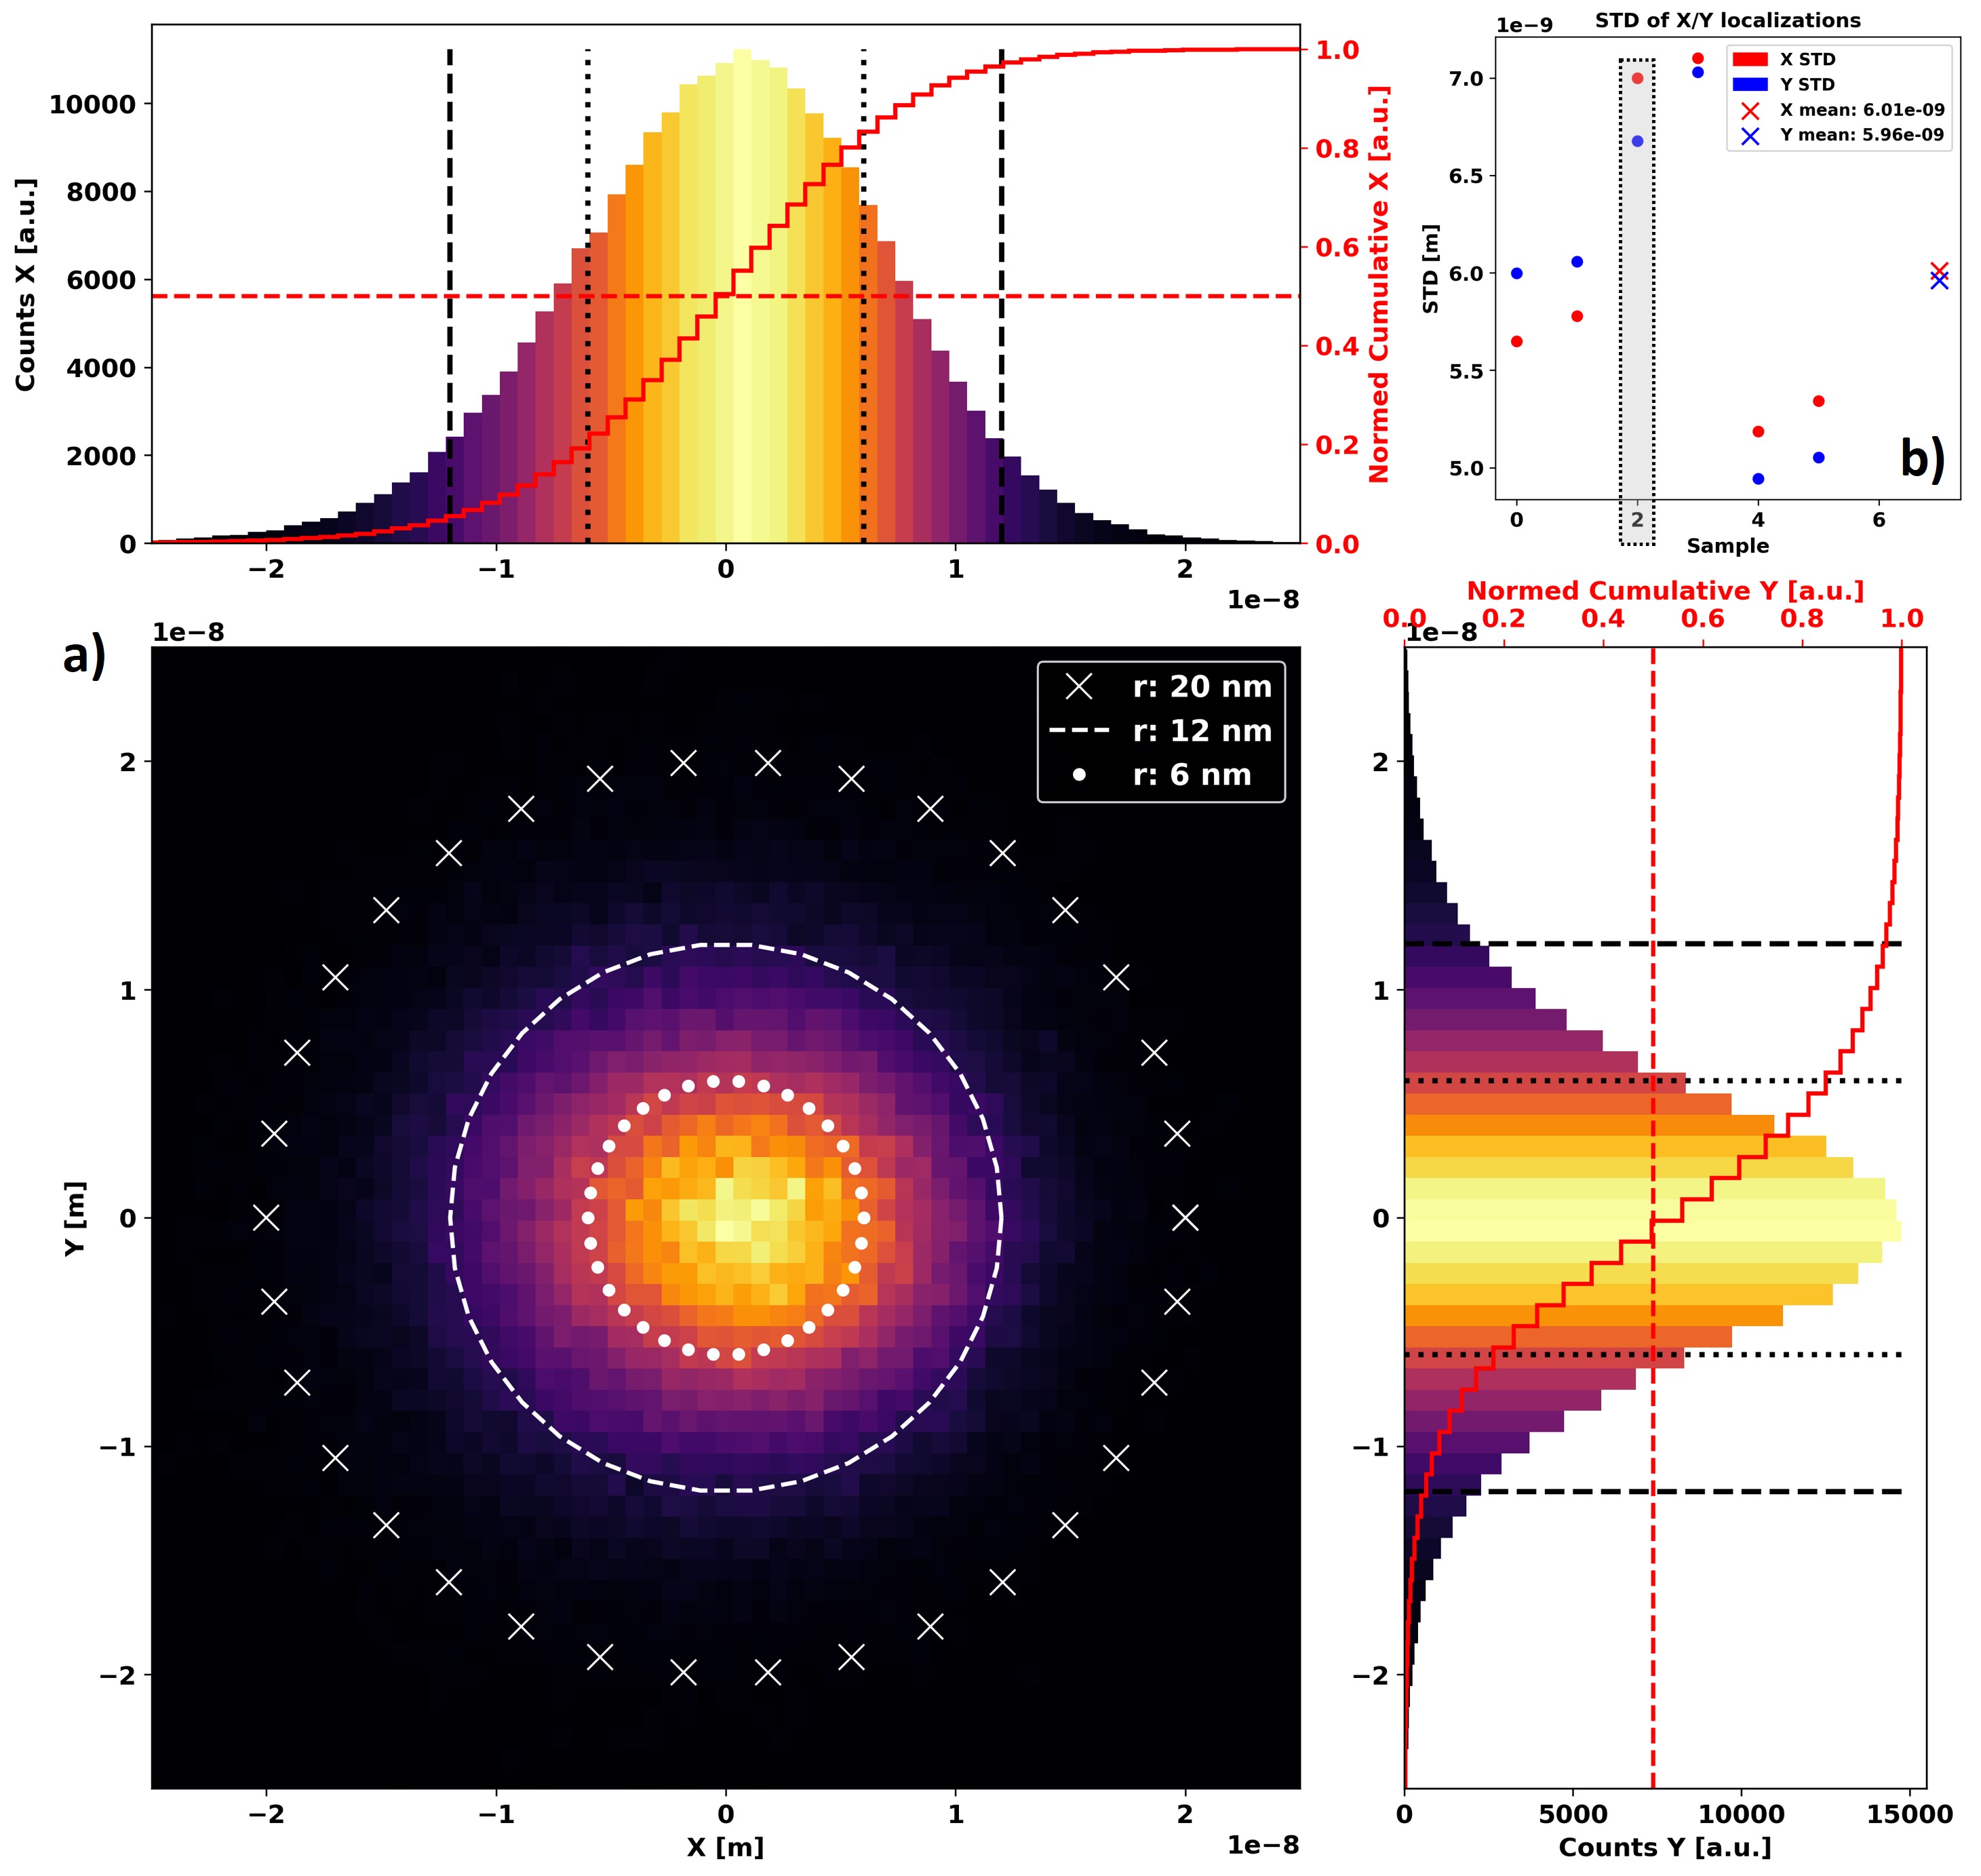 Counts X [a.u.]
10000
8000
6000
4000
2000
0
−2 −1 0 1 2
1e−8
1.0
0.8
0.6
0.4
0.2
0.0
Normed Cumulative X [a.u.]
1e−9
STD of X/Y localizations
X STD
Y STD
X mean: 6.01e-09
Y mean: 5.96e-09
STD [m]
7.0
6.5
6.0
5.5
5.0
b)
0 2 4 6
Sample
a)
1e−8
r: 20 nm
r: 12 nm
r: 6 nm
Y [m]
2
1
0
−1
−2
−2 −1 0 1 2
X [m]
1e−8
Normed Cumulative Y [a.u.]
0.0 0.2 0.4 0.6 0.8 1.0
1e−8
2
1
0
−1
−2
0 5000 10000 15000
Counts Y [a.u.]